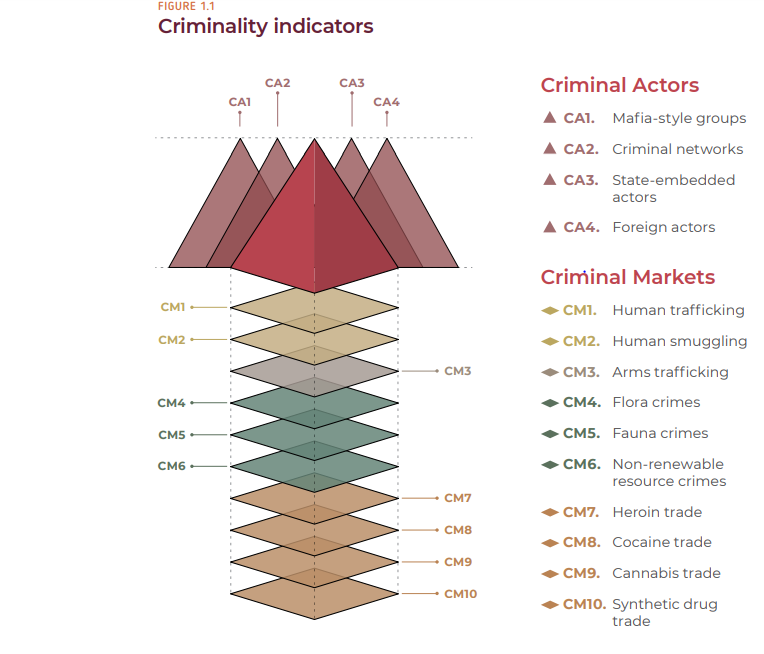 FIGURE 1.1
Criminality indicators
CA1
CA2
CA3
CA4
CM1
CM2
CM3
CM4
CM5
CM6
CM7
CM8
CM9
CM10
Criminal Actors
CA1. Mafia-style groups
CA2. Criminal networks
CA3. State-embedded
actors
CA4. Foreign actors
Criminal Markets
CM1. Human trafficking
CM2. Human smuggling
CM3. Arms trafficking
CM4. Flora crimes
CM5. Fauna crimes
CM6. Non-renewable
resource crimes
CM7. Heroin trade
CM8. Cocaine trade
CM9. Cannabis trade
CM10. Synthetic drug
trade